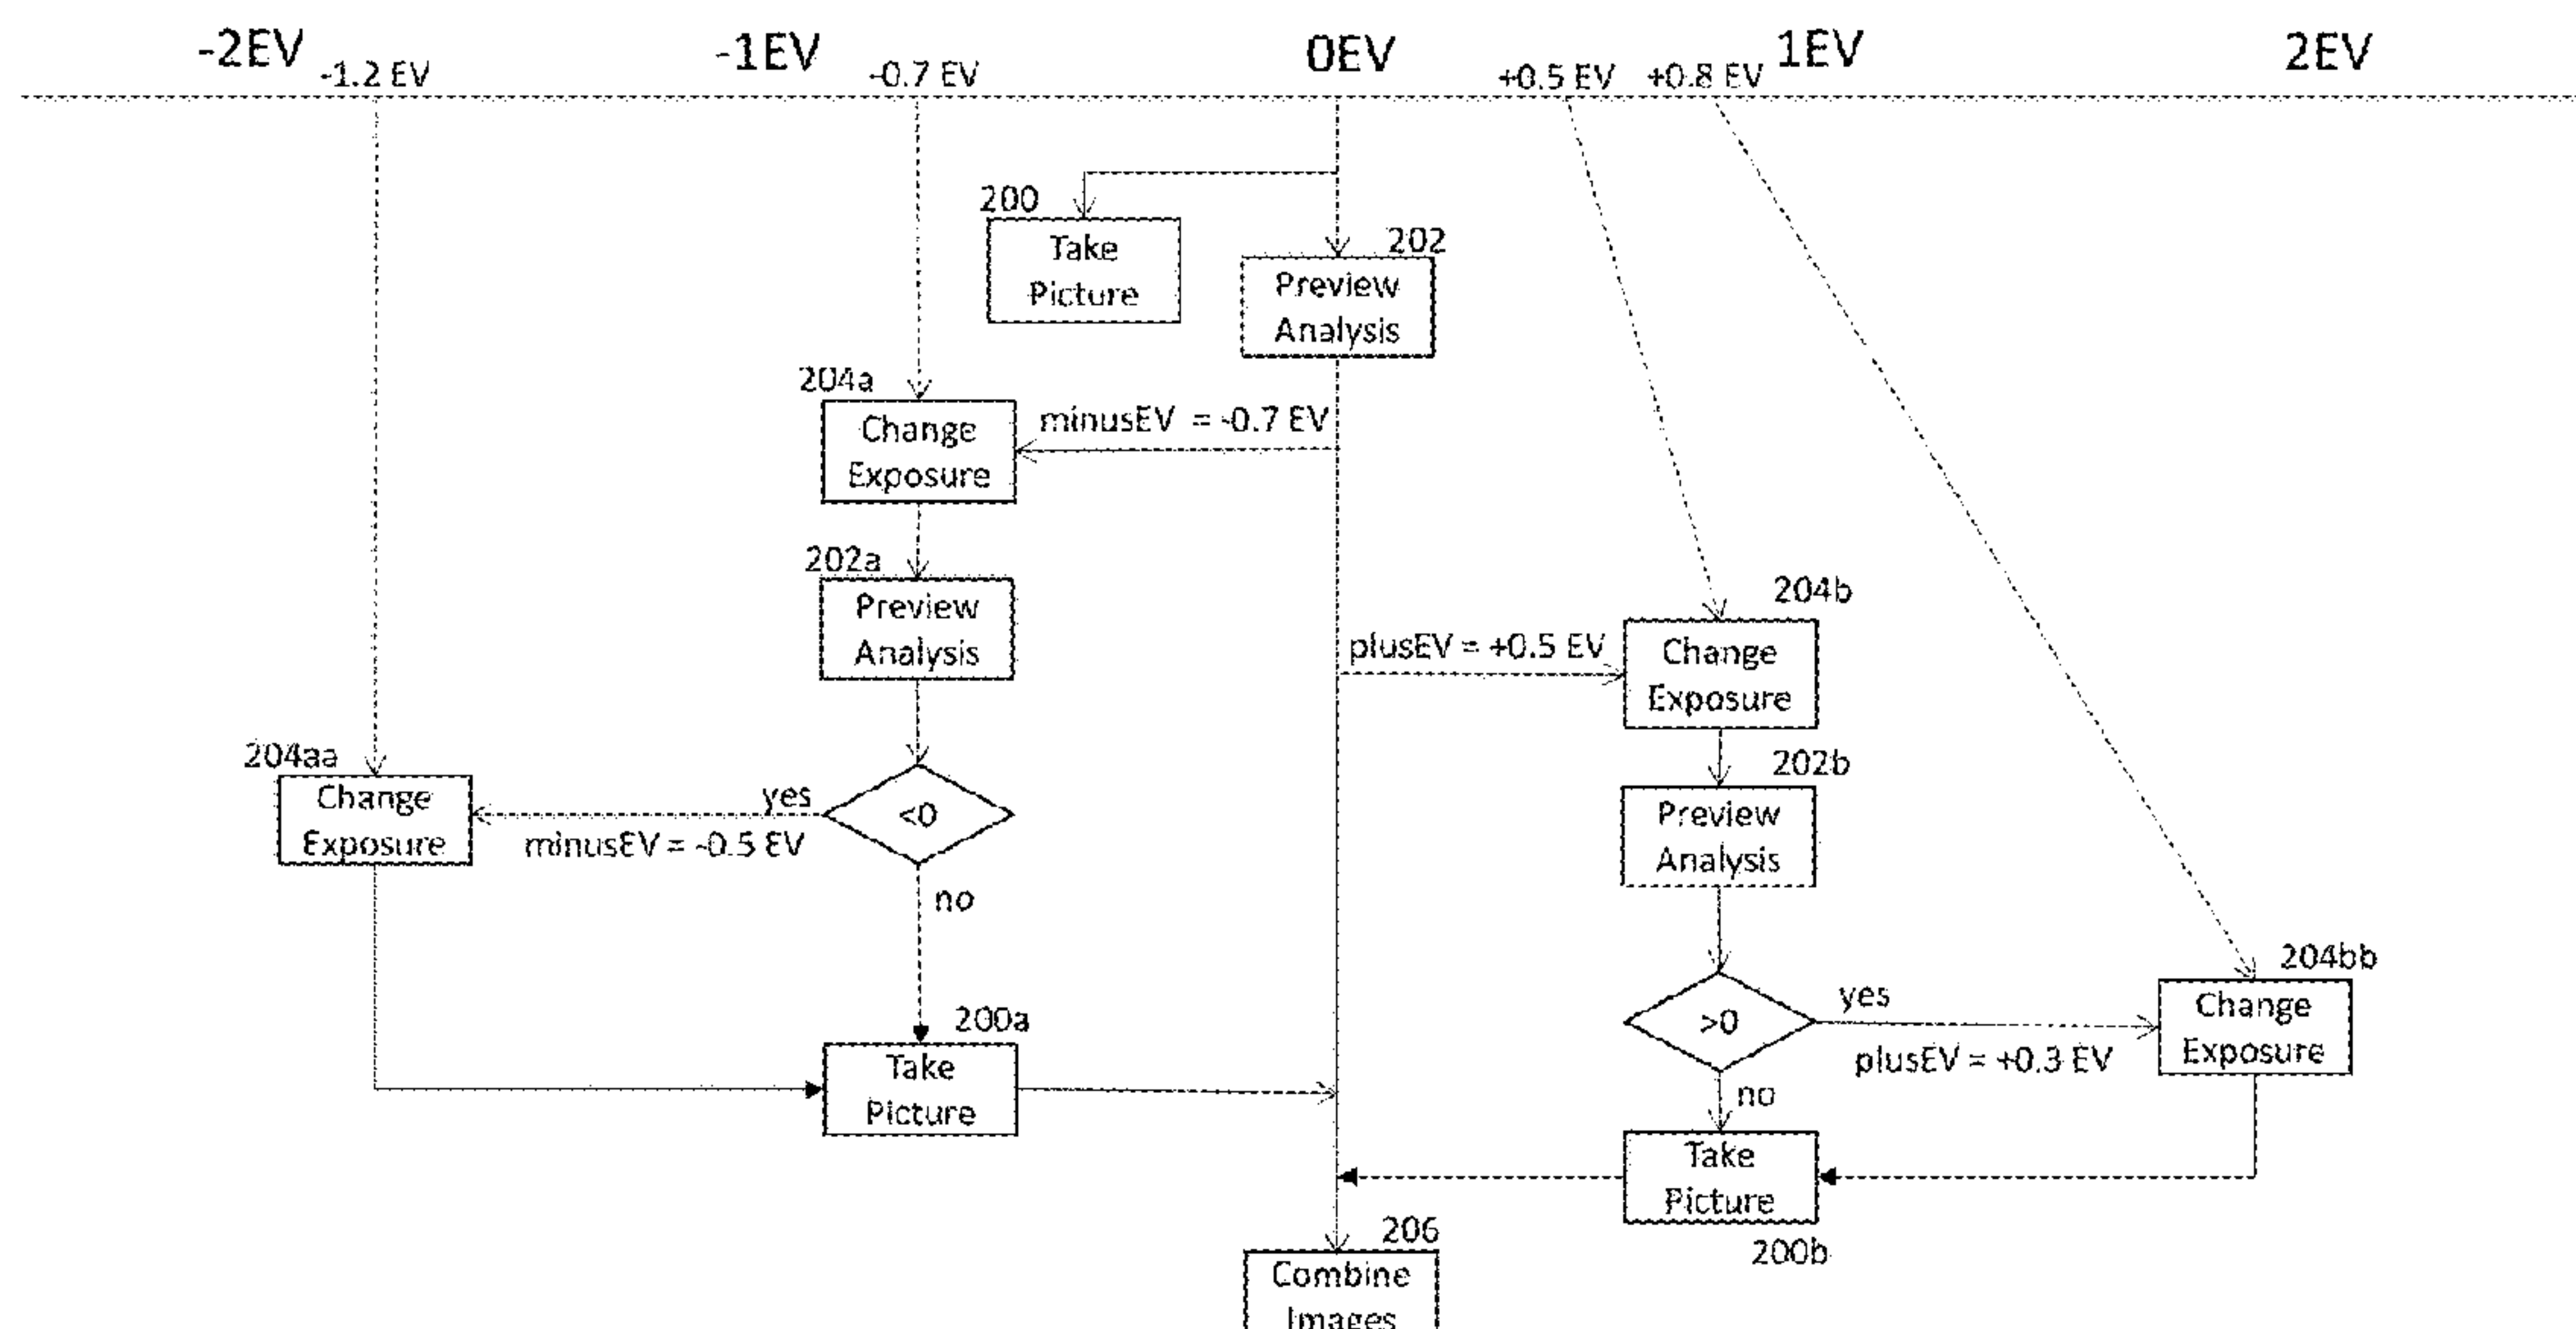 -2EV
-1EV
0EV
1EV
2EV
-1.2 EV
-0.7 EV
+0.5 EV
+0.8 EV
200
Take
Picture
202
Preview
Analysis
204a
Change
Exposure
minusEV = -0.7 EV
202a
Preview
Analysis
204b
Change
Exposure
plusEV = +0.5 EV
204aa
Change
Exposure
yes
minusEV = -0.5 EV
<0
no
202b
Preview
Analysis
200a
Take
Picture
>0
yes
plusEV = +0.3 EV
204bb
Change
Exposure
no
Take
Picture
200b
206
Combine
Images